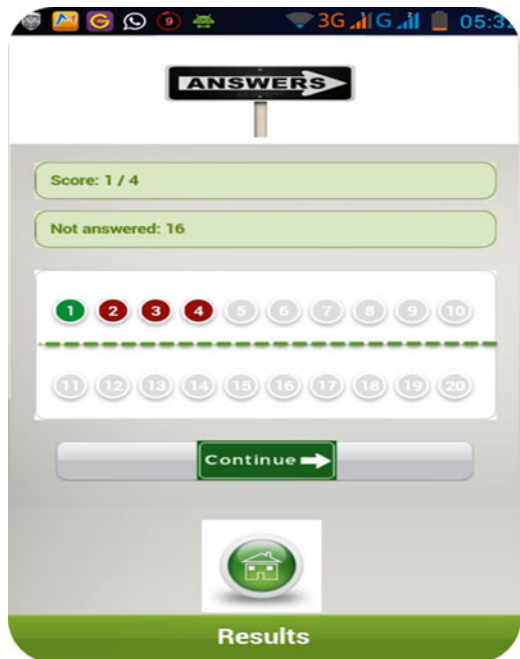 9 3G G 05:3
ANSWERS
Score: 1 / 4
Not answered: 16
1 2 3 4 5 6 7 8 9 10
11 12 13 14 15 16 17 18 19 20
Continue
Results